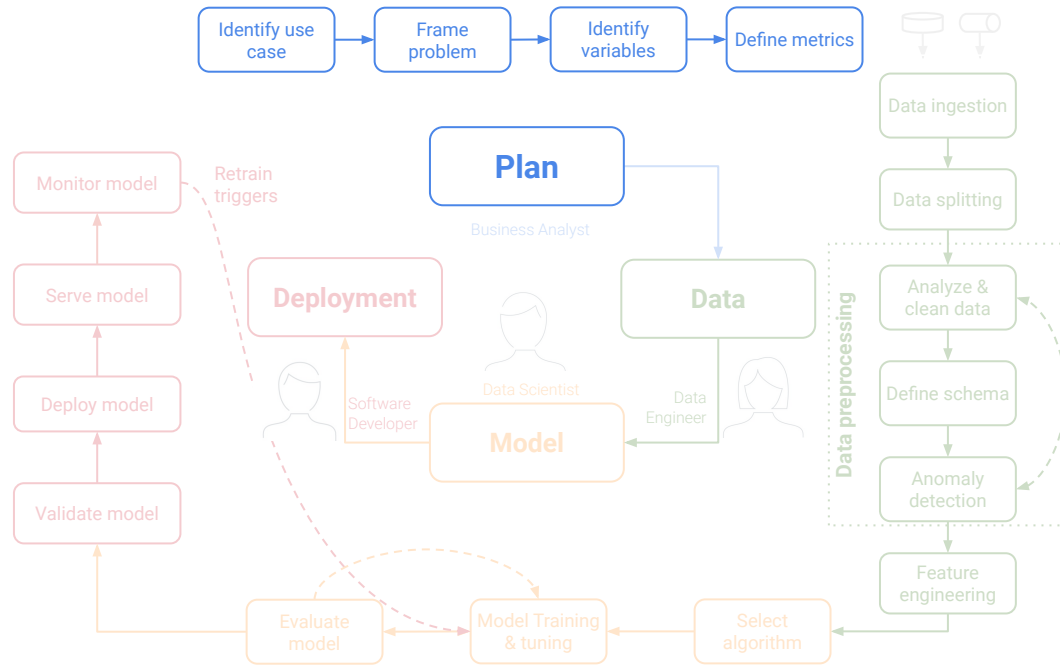 Identify use
case
Frame
problem
Identify
variables
Define metrics
Data ingestion
Plan
Monitor model
Retrain
triggers
Data splitting
Business Analyst
Deployment
Data
Serve model
Analyze &
clean data
Data preprocessing
Data Scientist
Software
Developer
Data
Engineer
Define schema
Deploy model
Model
Anomaly
detection
Validate model
Feature
engineering
Evaluate
model
Model Training
& tuning
Select
algorithm